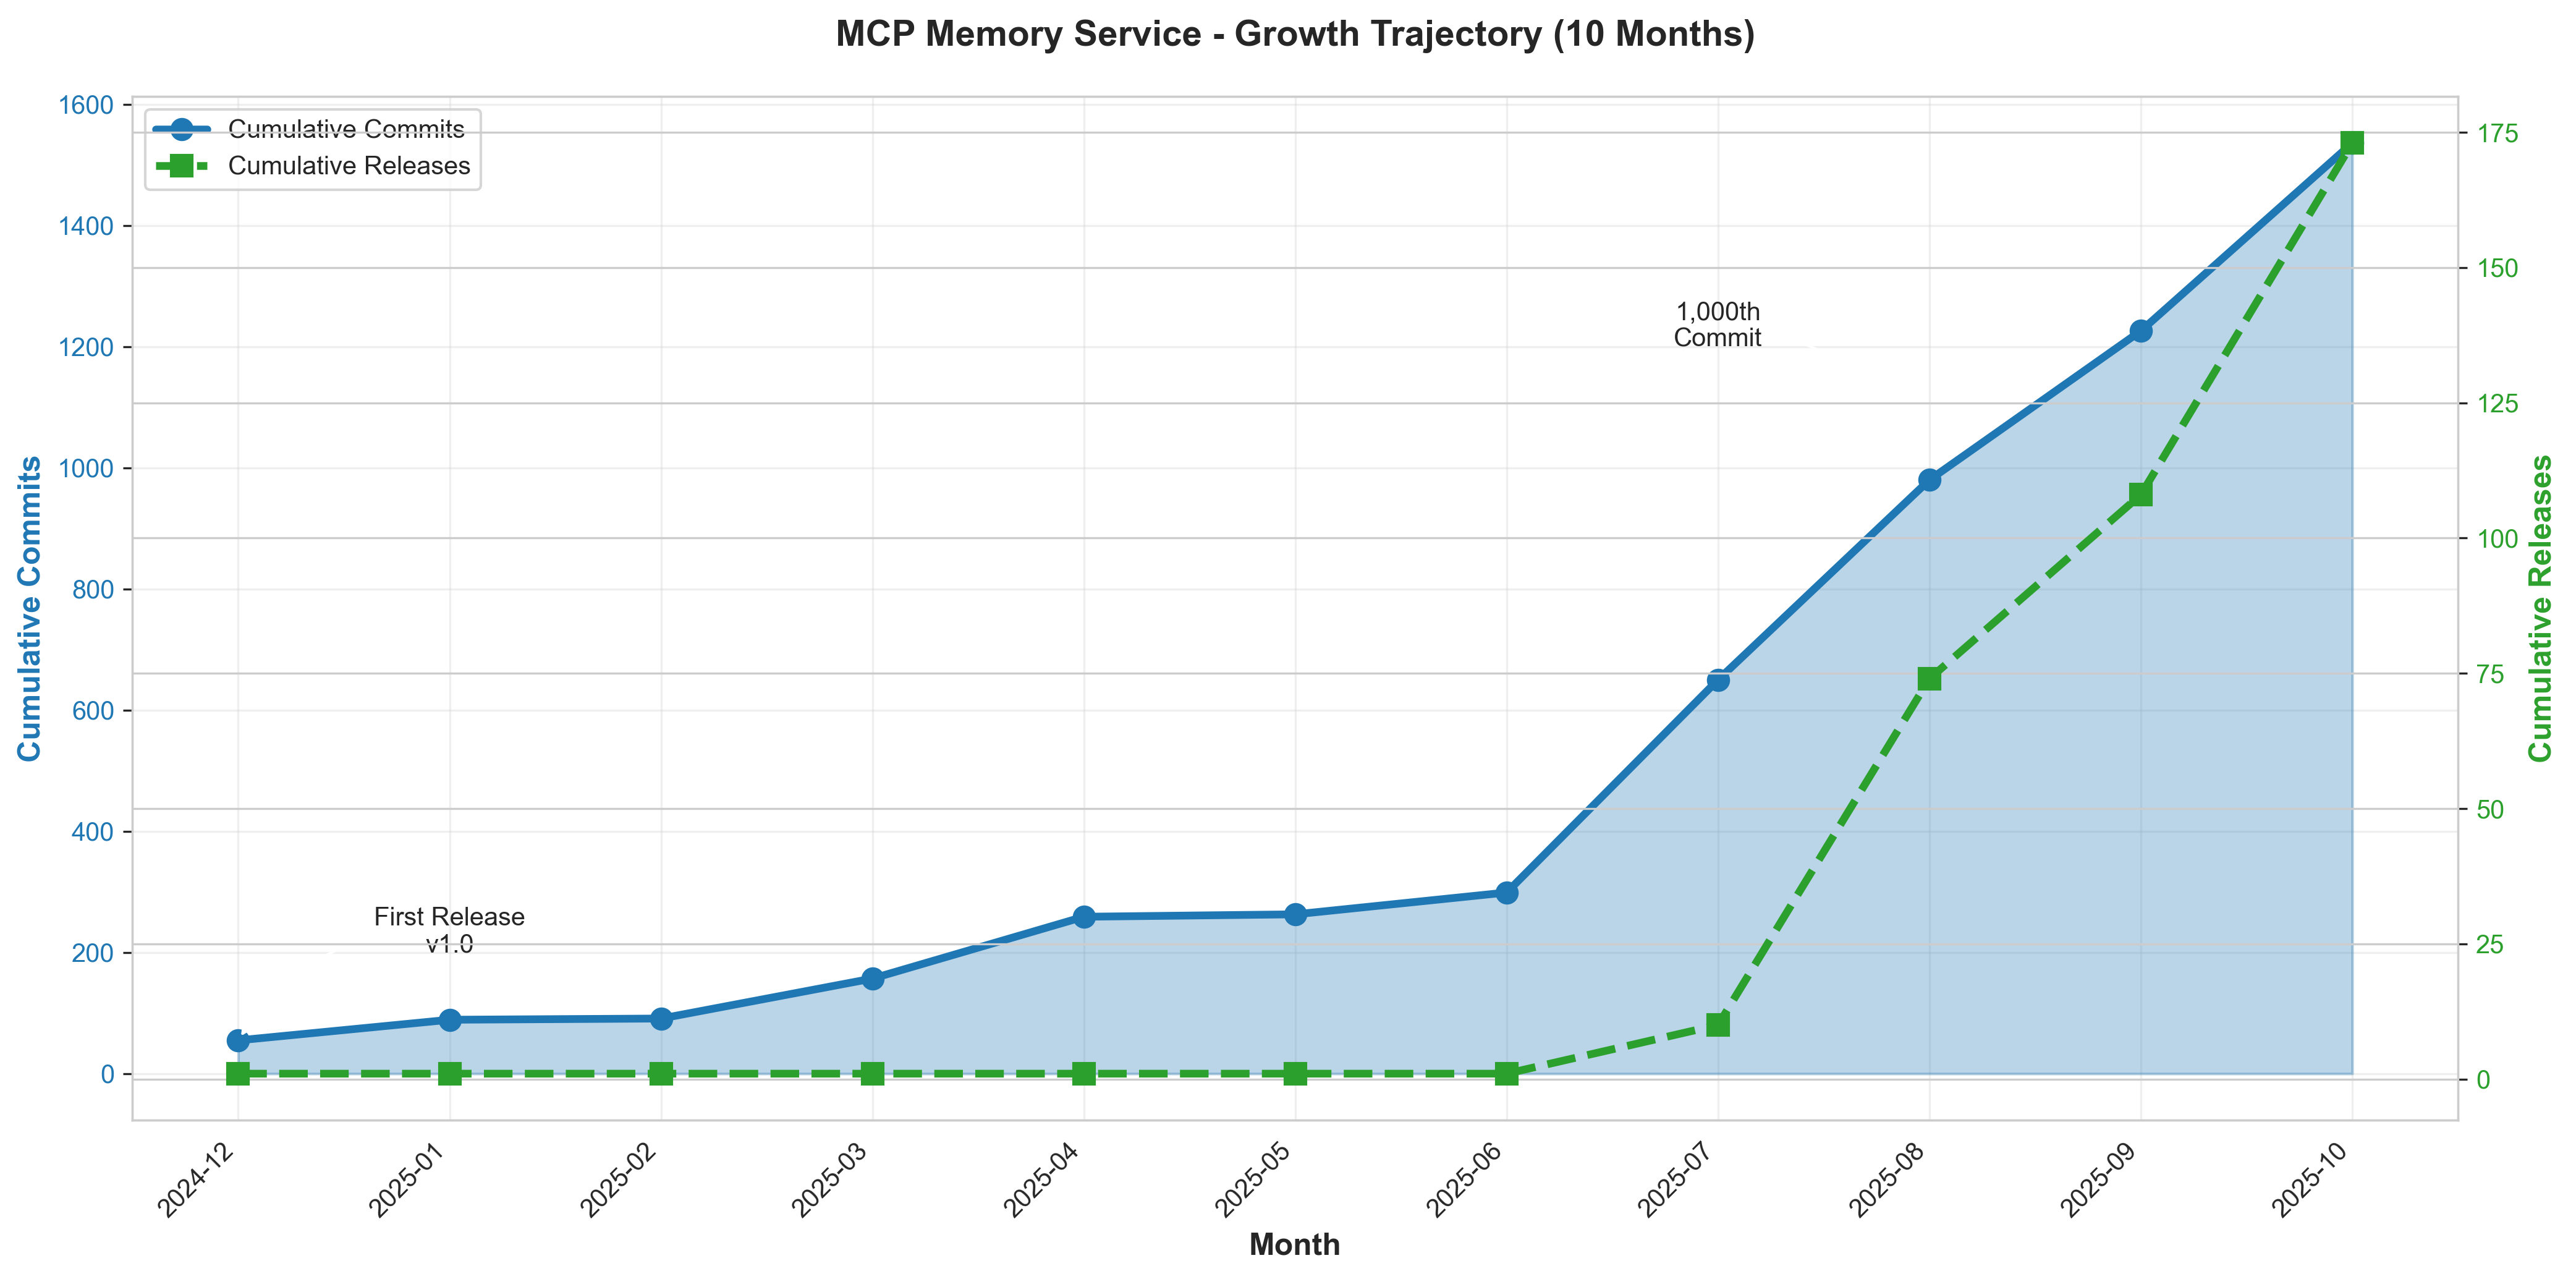 MCP Memory Service - Growth Trajectory (10 Months)
Cumulative Commits
Cumulative Releases
1600
1400
1200
1000
800
600
400
200
0
Cumulative Commits
175
150
125
100
75
50
25
0
Cumulative Releases
1,000th
Commit
First Release
v1.0
2024-12
2025-01
2025-02
2025-03
2025-04
2025-05
2025-06
2025-07
2025-08
2025-09
2025-10
Month